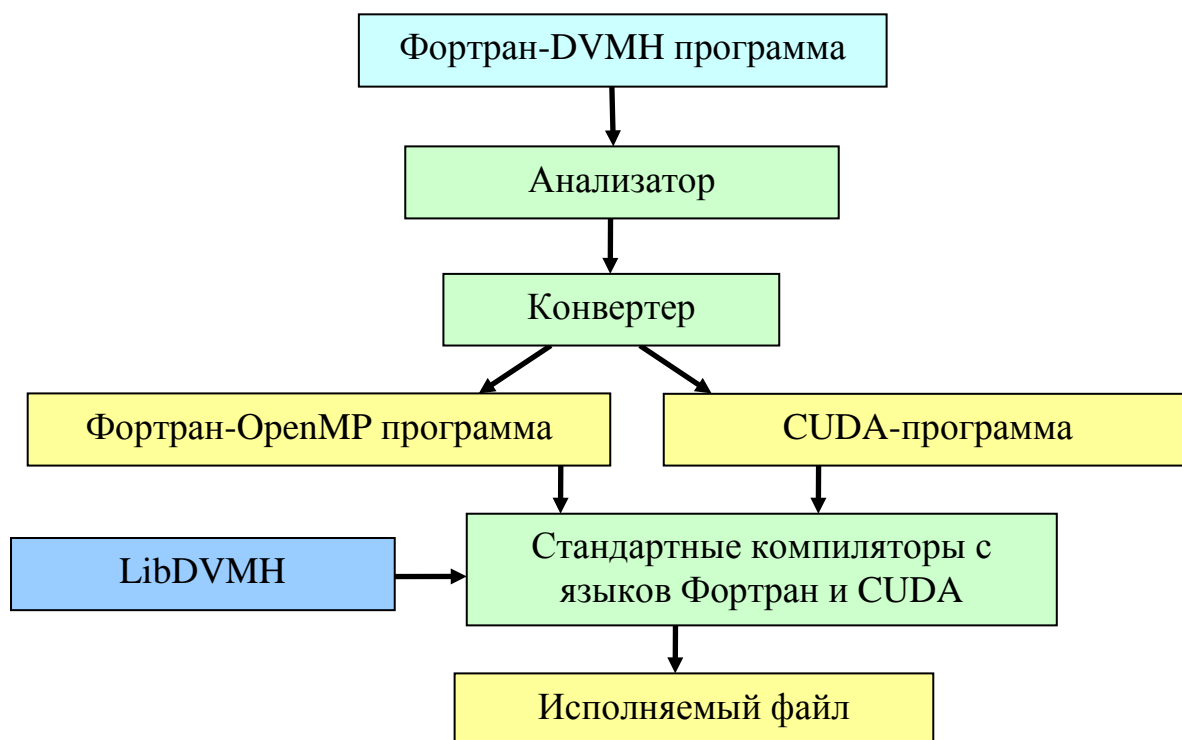 Фортран-DVMH программа
Анализатор
Конвертер
Фортран-OpenMP программа
CUDA-программа
LibDVMH
Стандартные компиляторы с
языков Фортран и CUDA
Исполняемый файл